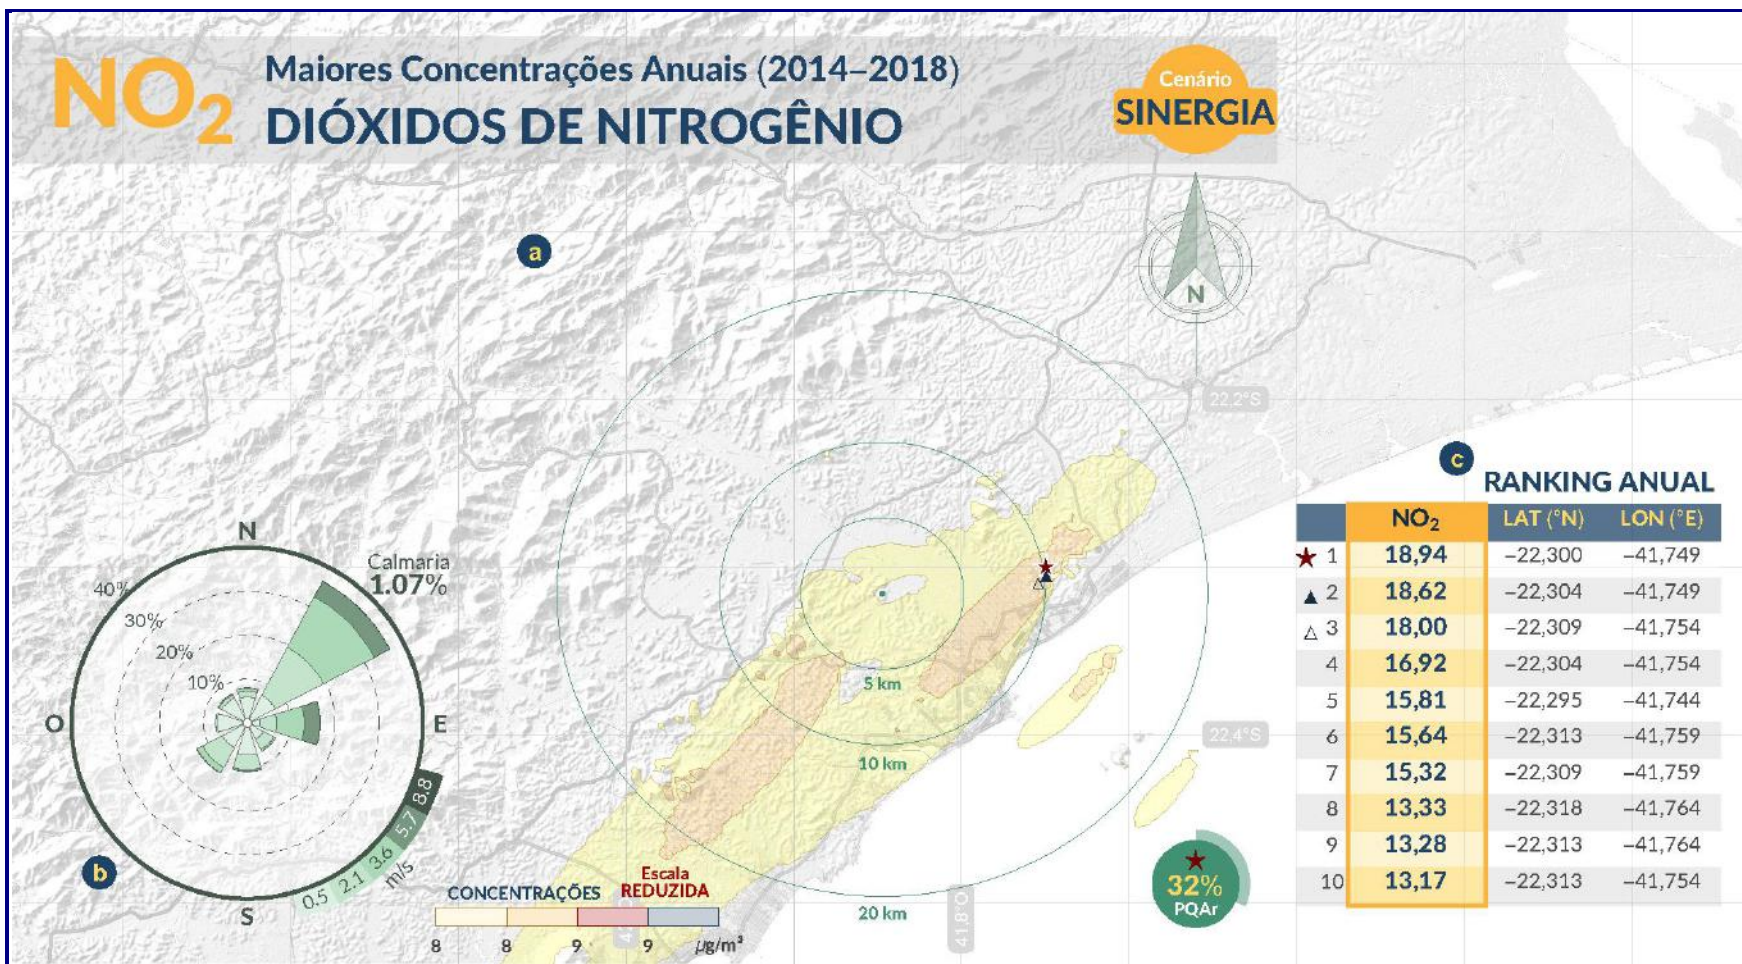 NO₂
Maiores Concentrações Anuais (2014–2018)
DIÓXIDOS DE NITROGÊNIO
Cenário
SINERGIA
a
N
22,2°S
c
RANKING ANUAL
NO₂ LAT (°N) LON (°E)
1 18,94 −22,300 −41,749
2 18,62 −22,304 −41,749
3 18,00 −22,309 −41,754
4 16,92 −22,304 −41,754
5 15,81 −22,295 −41,744
6 15,64 −22,313 −41,759
7 15,32 −22,309 −41,759
8 13,33 −22,318 −41,764
9 13,28 −22,313 −41,764
10 13,17 −22,313 −41,754
N
Calmaria
1.07%
40%
30%
20%
10%
O
E
S
0.5 2.1 3.6 5.7 8.8
m/s
b
5 km
10 km
20 km
22,4°S
41,8°O
CONCENTRAÇÕES
Escala
REDUZIDA
8 8 9 9 µg/m³
32%
PQAr